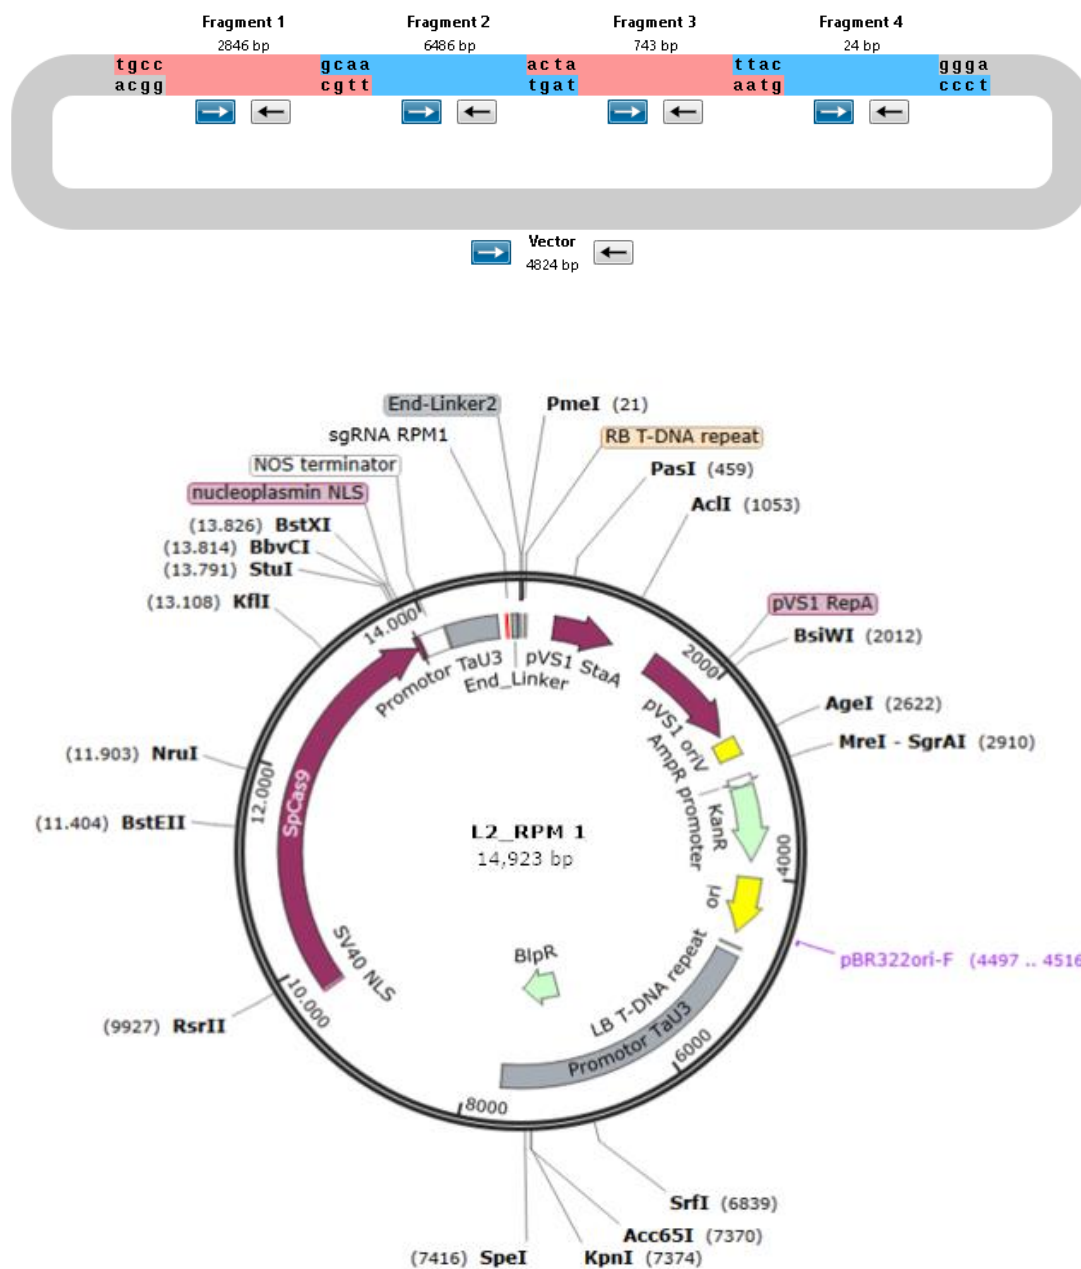 Fragment 1
2846 bp
Fragment 2
6486 bp
Fragment 3
743 bp
Fragment 4
24 bp
tgcc
acgg
gcaa
cgtt
acta
tgat
ttac
aatg
ggga
ccct
Vector
4824 bp
End-Linker2
PmeI (21)
sgRNA RPM1
RB T-DNA repeat
NOS terminator
PasI (459)
nucleoplasmin NLS
AclI (1053)
(13.826) BstXI
(13.814) BbvCI
(13.791) StuI
(13.108) KflI
pVS1 RepA
BsiWI (2012)
14.000
2000
Promotor TaU3
End_Linker
pVS1 StaA
AgeI (2622)
pVS1 oriV
MreI - SgrAI (2910)
AmpR promoter
(11.903) NruI
12.000
KanR
(11.404) BstEII
SpCas9
L2_RPM 1
14,923 bp
4000
ori
SV40 NLS
BlpR
LB T-DNA repeat
pBR322ori-F (4497 .. 4516
10.000
(9927) RsrII
Promotor TaU3
6000
8000
SrfI (6839)
Acc65I (7370)
(7416) SpeI
KpnI (7374)